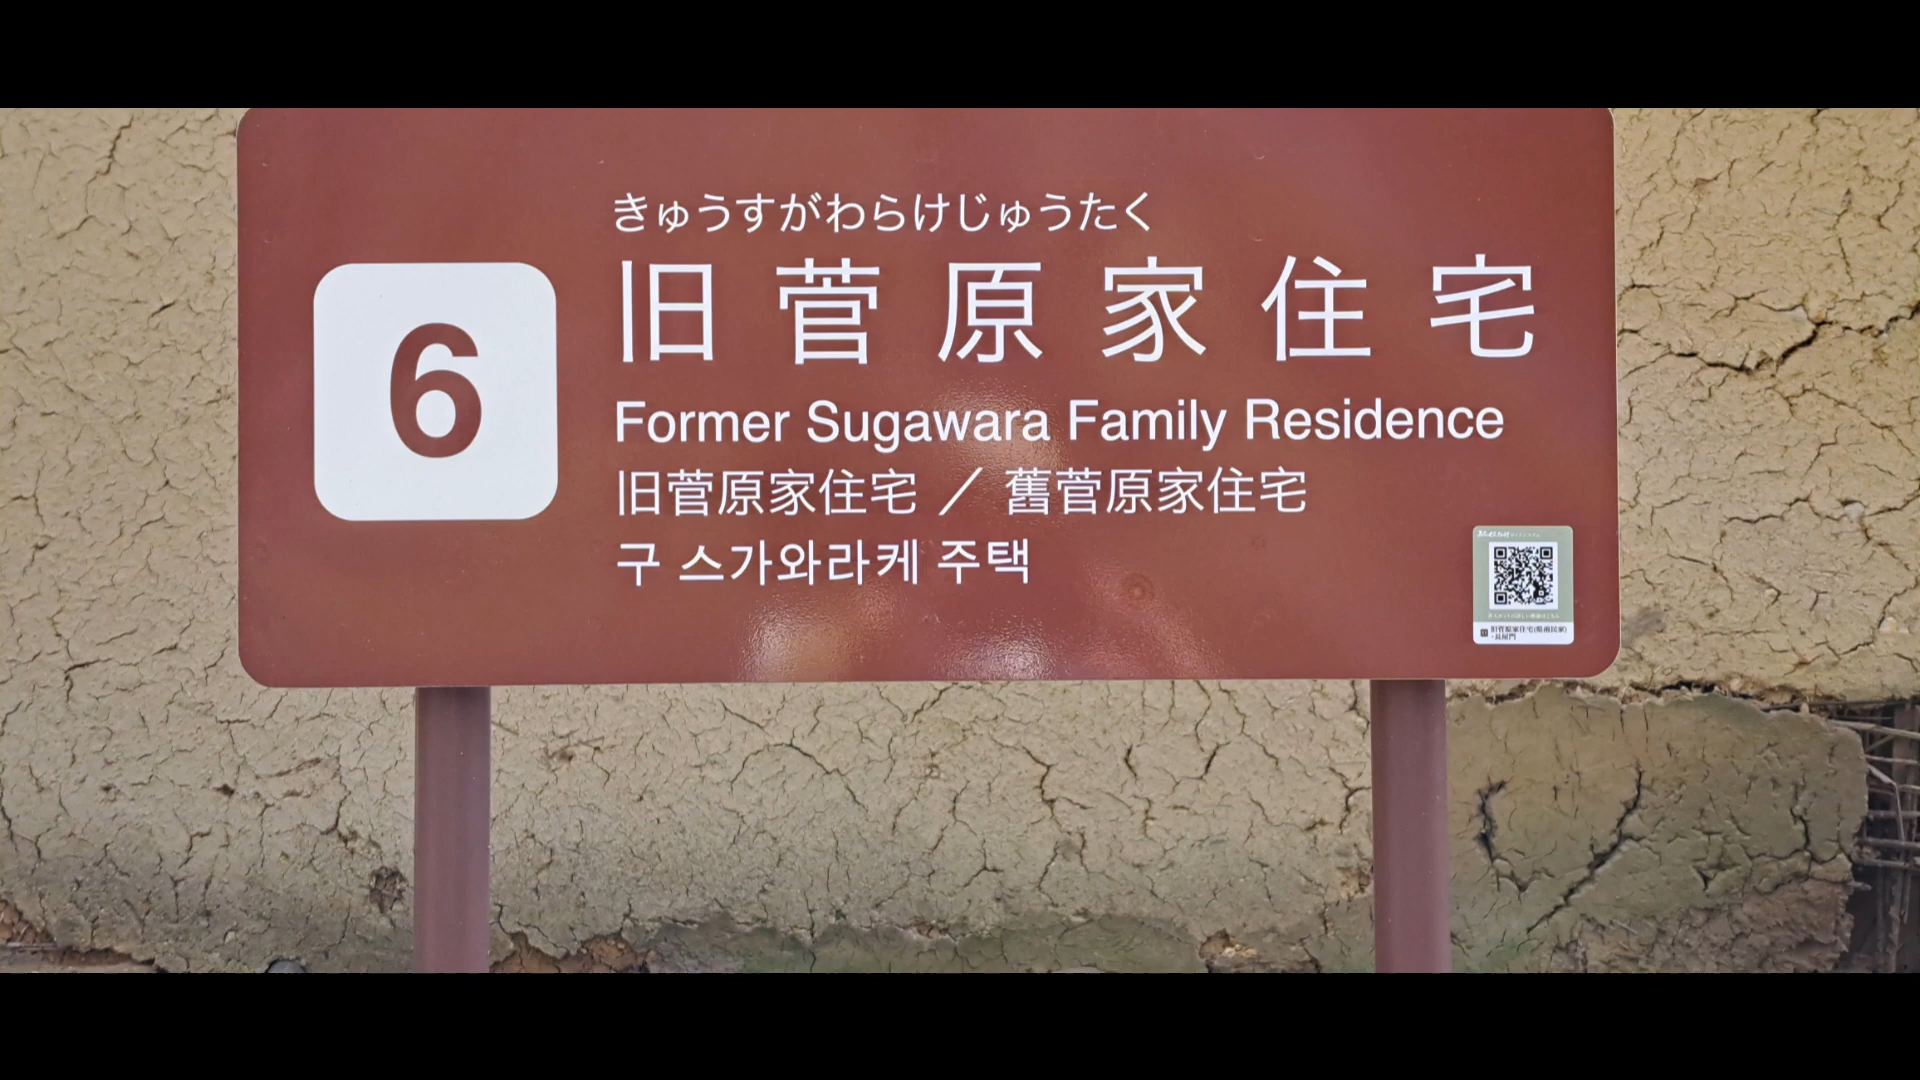 きゅうすがわらけじゅうたく
6
旧菅原家住宅
Former Sugawara Family Residence
旧菅原家住宅 / 舊菅原家住宅
구 스가와라케 주택